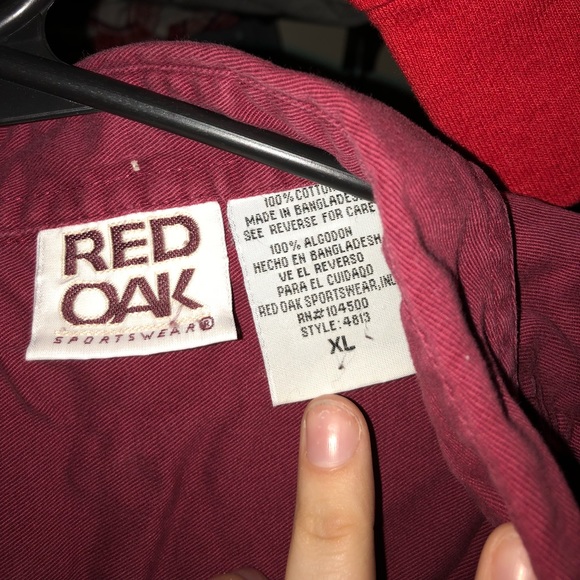 RED
OAK
SPORTSWEAR®
100% COTTON
MADE IN BANGLADESH
SEE REVERSE FOR CARE
100% ALGODON
HECHO EN BANGLADESH
VE EL REVERSO
PARA EL CUIDADO
RED OAK SPORTSWEAR, INC
RN# 104500
STYLE: 4813
XL